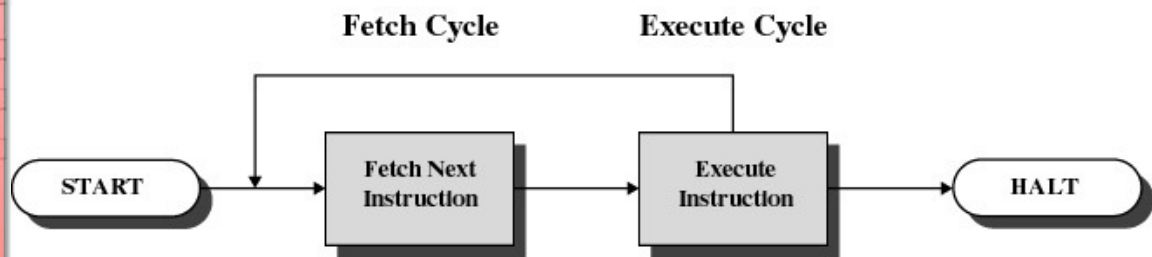 Fetch Cycle
Execute Cycle
START
Fetch Next
Instruction
Execute
Instruction
HALT